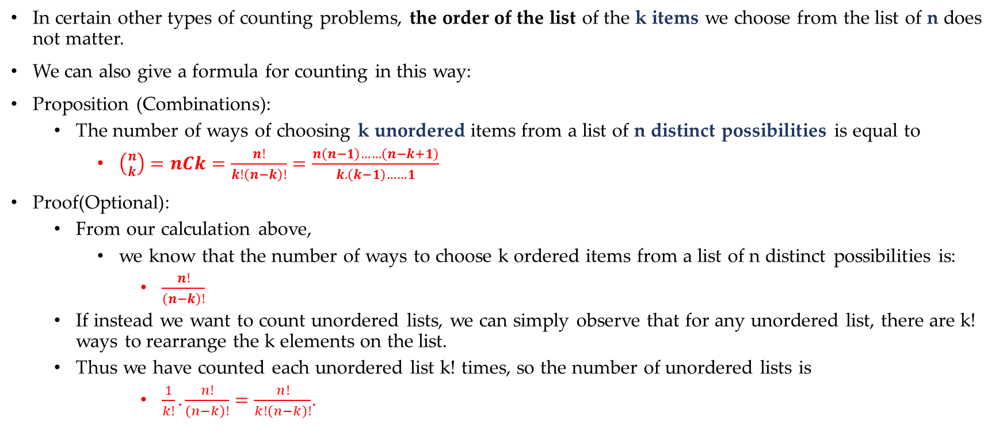 • In certain other types of counting problems, the order of the list of the k items we choose from the list of n does
not matter.
• We can also give a formula for counting in this way:
• Proposition (Combinations):
• The number of ways of choosing k unordered items from a list of n distinct possibilities is equal to
• \binom{n}{k} = nCk = \frac{n!}{k!(n-k)!} = \frac{n(n-1)......(n-k+1)}{k.(k-1)......1}
• Proof(Optional):
• From our calculation above,
• we know that the number of ways to choose k ordered items from a list of n distinct possibilities is:
• \frac{n!}{(n-k)!}
• If instead we want to count unordered lists, we can simply observe that for any unordered list, there are k!
ways to rearrange the k elements on the list.
• Thus we have counted each unordered list k! times, so the number of unordered lists is
• \frac{1}{k!} . \frac{n!}{(n-k)!} = \frac{n!}{k!(n-k)!}.